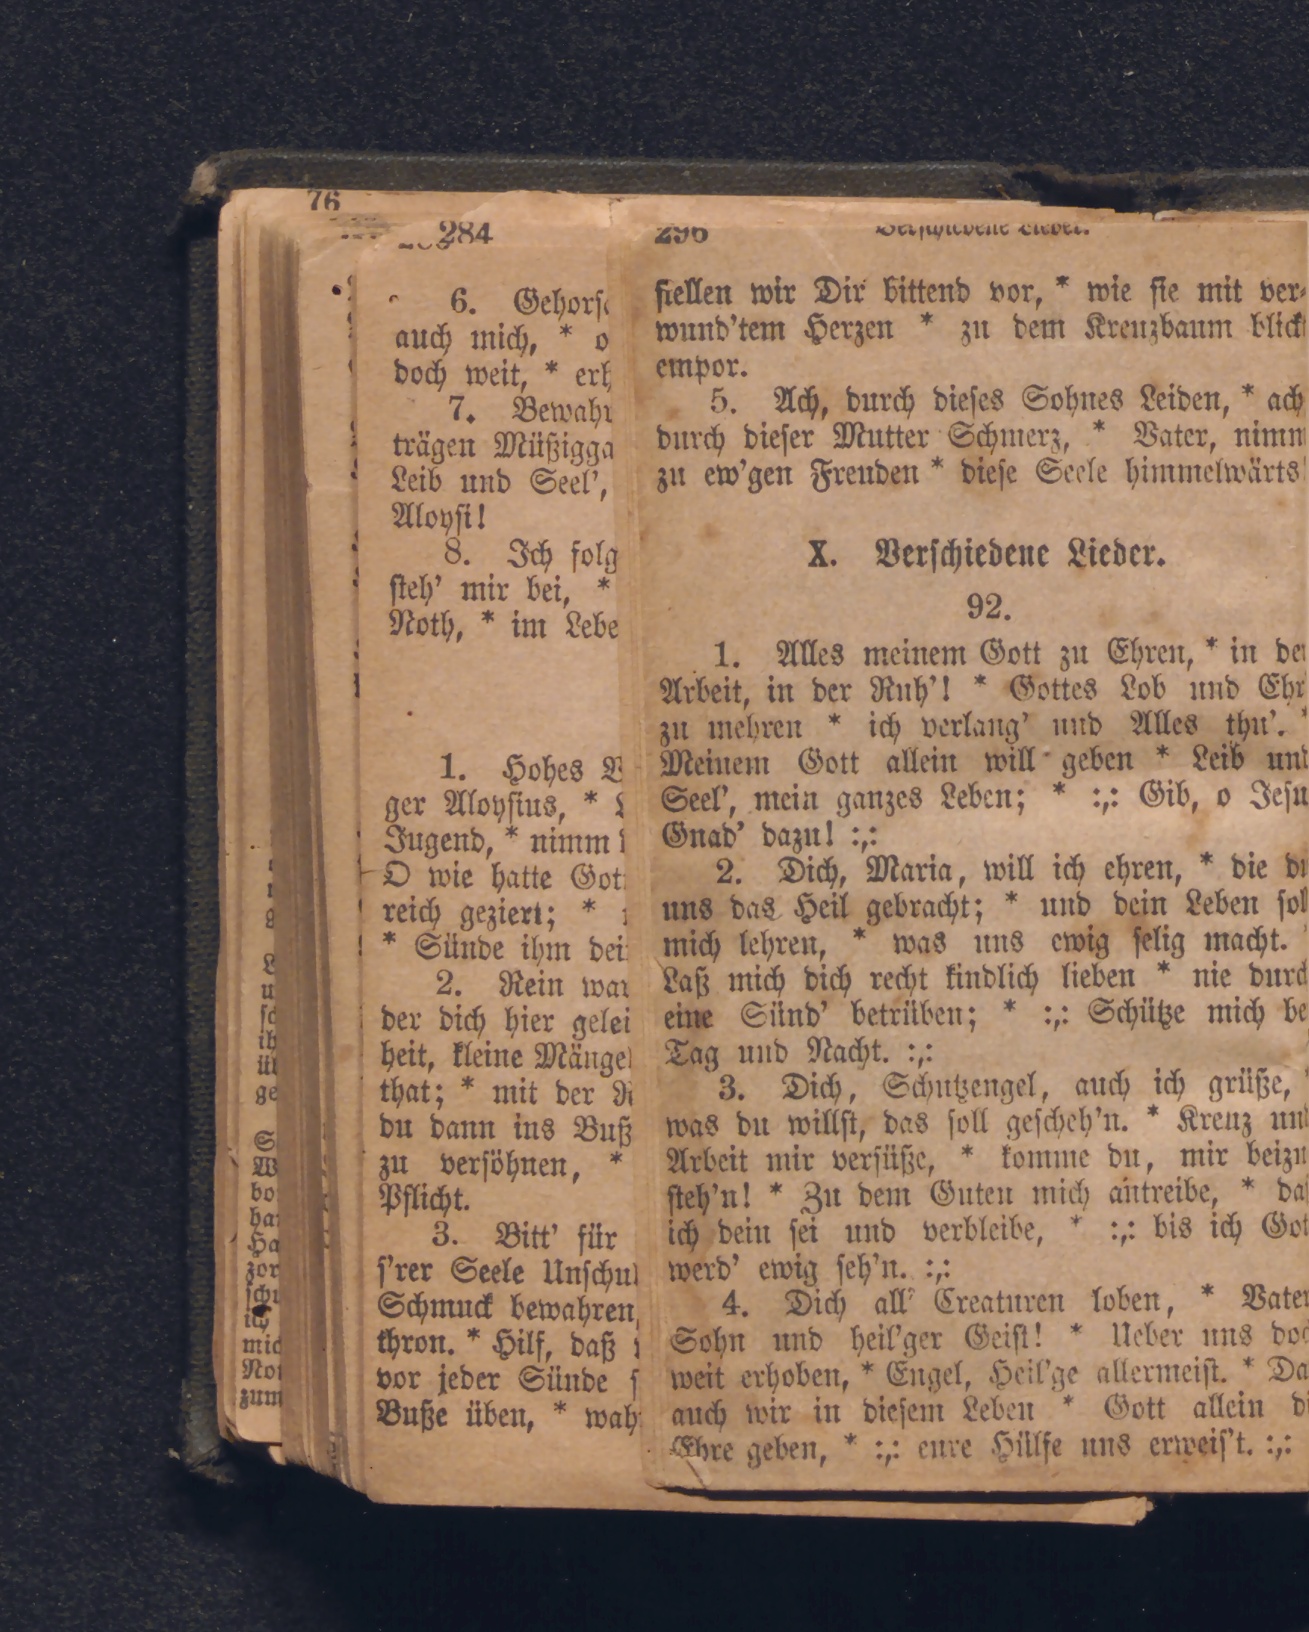 76
284
6. Gehors
auch mich, * o
doch weit, *
7. Bewah
trägen Müßigga
Leib und Seel',
Aloysi!
8. Ich folg
steh' mir bei, *
Noth, * im Lebe
1. Hohes
ger Aloysius, *
Jugend, * nimm
O wie hatte Got
reich geziert; *
* Sünde ihm dei
2. Rein war
der dich hier gelei
heit, kleine Mänge
that; * mit der
du dann ins Buß
zu versöhnen, *
Pflicht.
3. Bitt' für
s'rer Seele Unschul
Schmuck bewahren,
thron. * Hilf, daß
vor jeder Sünde
Buße üben, * wah
296 Verschiedene Lieder.
stellen wir Dir bittend vor, * wie sie mit ver-
wund'tem Herzen * zu dem Kreuzbaum blick
empor.
5. Ach, durch dieses Sohnes Leiden, * ach
durch dieser Mutter Schmerz, * Vater, nimm
zu ew'gen Freuden * diese Seele himmelwärts
X. Verschiedene Lieder.
92.
1. Alles meinem Gott zu Ehren, * in der
Arbeit, in der Ruh'! * Gottes Lob und Ehr
zu mehren * ich verlang' und Alles thu'. *
Meinem Gott allein will geben * Leib und
Seel', mein ganzes Leben; * :,: Gib, o Jesu
Gnad' dazu! :,:
2. Dich, Maria, will ich ehren, * die du
uns das Heil gebracht; * und dein Leben soll
mich lehren, * was uns ewig selig macht. *
Laß mich dich recht kindlich lieben * nie durch
eine Sünd' betrüben; * :,: Schütze mich bei
Tag und Nacht. :,:
3. Dich, Schutzengel, auch ich grüße, *
was du willst, das soll gescheh'n. * Kreuz und
Arbeit mir versüße, * komme du, mir beizu
steh'n! * Zu dem Guten mich antreibe, * daß
ich dein sei und verbleibe, * :,: bis ich Got
werd' ewig seh'n. :,:
4. Dich all' Creaturen loben, * Vater
Sohn und heil'ger Geist! * Ueber uns doc
weit erhoben, * Engel, Heil'ge allermeist. * Da
auch wir in diesem Leben * Gott allein di
Ehre geben, * :,: eure Hülfe uns erweis't. :,: